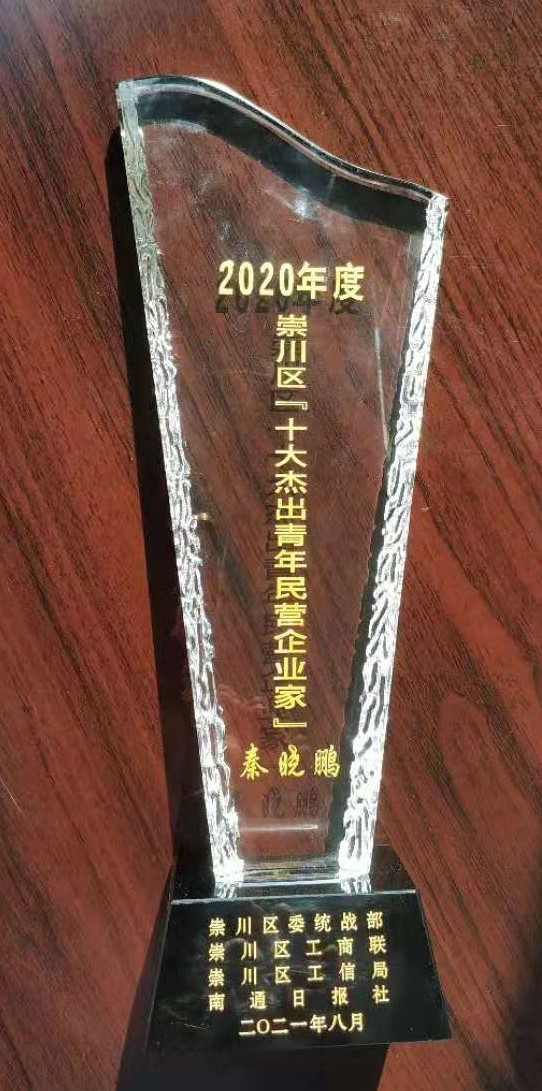 2020年度
崇川区『十大杰出青年民营企业家』
秦晓鹏
崇川区委统战部
崇川区工商联
崇川区工信局
南通日报社
二〇二一年八月